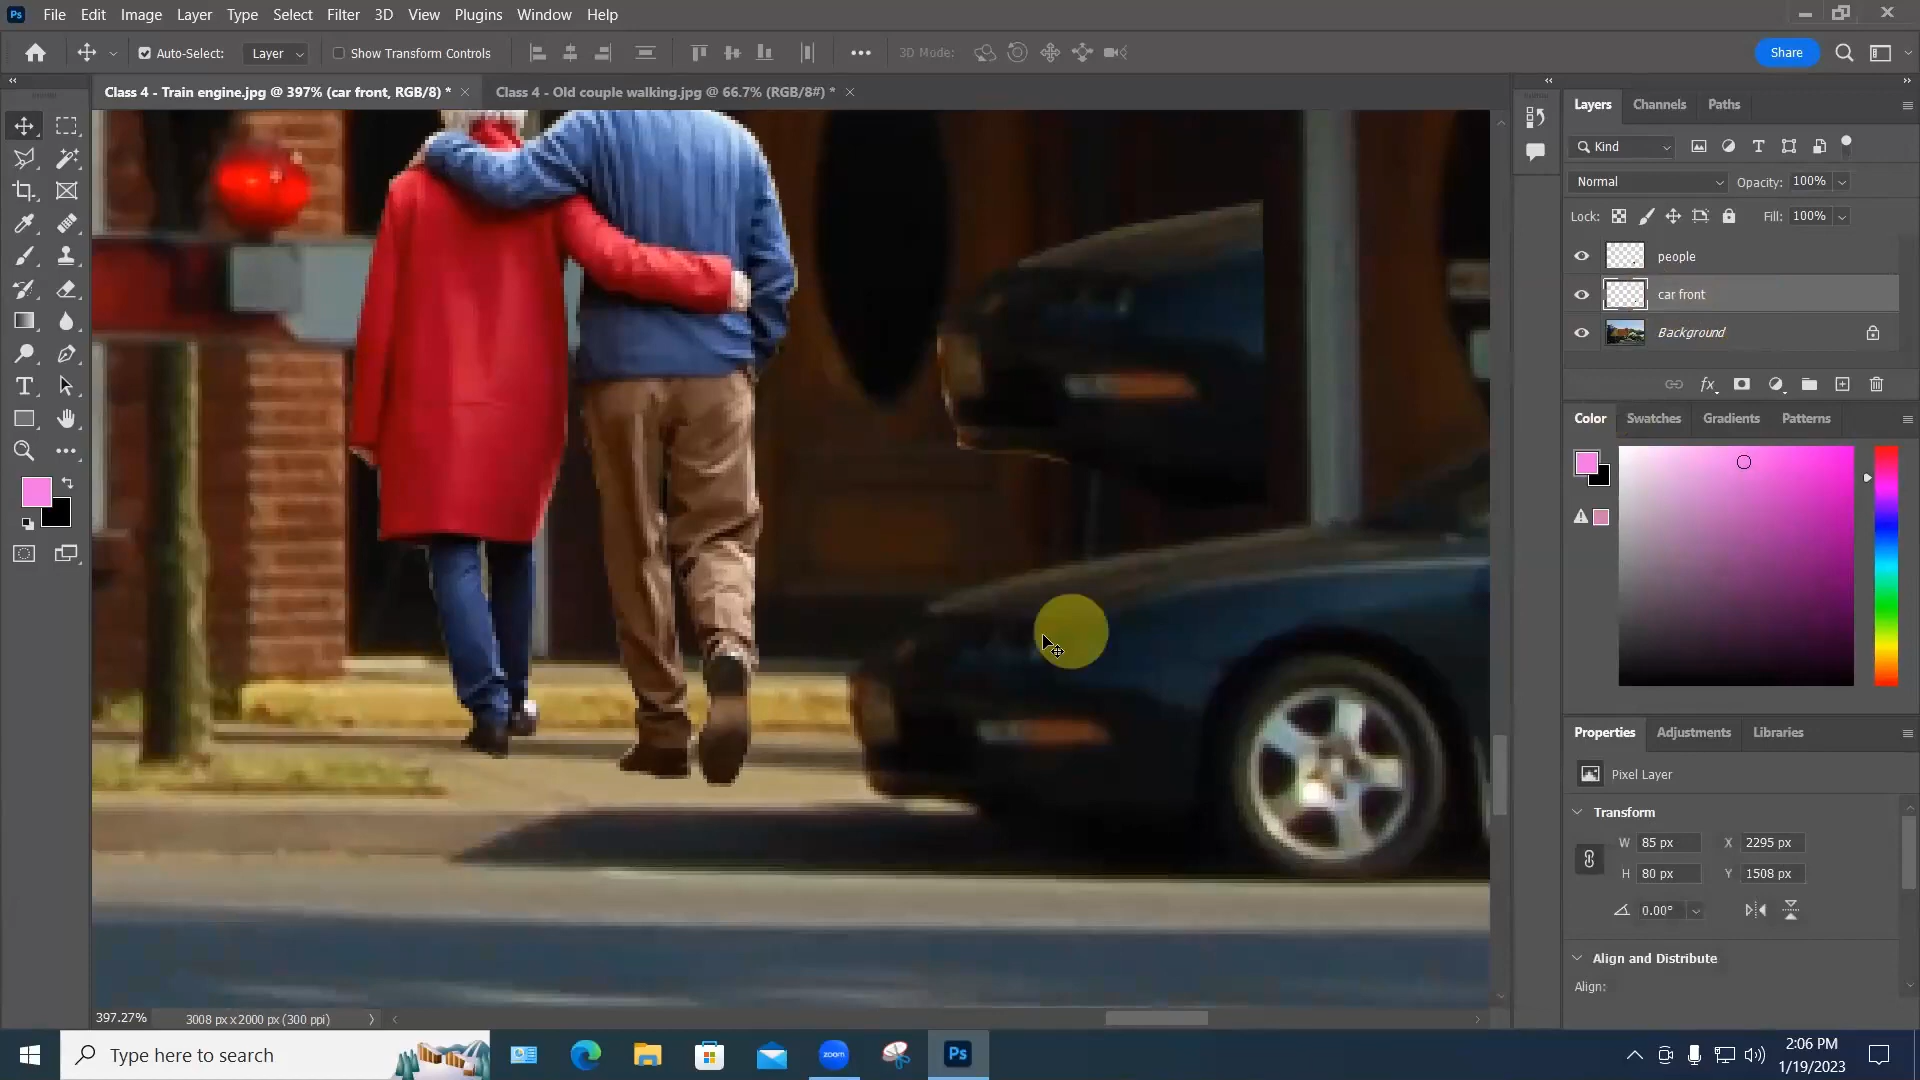 Ps File Edit Image Layer Type Select Filter 3D View Plugins Window Help
Auto-Select: Layer Show Transform Controls 3D Mode: Share
Class 4 - Train engine.jpg @ 397% (car front, RGB/8) * Class 4 - Old couple walking.jpg @ 66.7% (RGB/8#) *
Layers Channels Paths
Kind
Normal Opacity: 100%
Lock: Fill: 100%
people
car front
Background
fx
Color Swatches Gradients Patterns
Properties Adjustments Libraries
Pixel Layer
Transform
W 85 px X 2295 px
H 80 px Y 1508 px
0.00°
Align and Distribute
Align:
397.27% 3008 px x 2000 px (300 ppi)
Type here to search
zoom
Ps
2:06 PM
1/19/2023